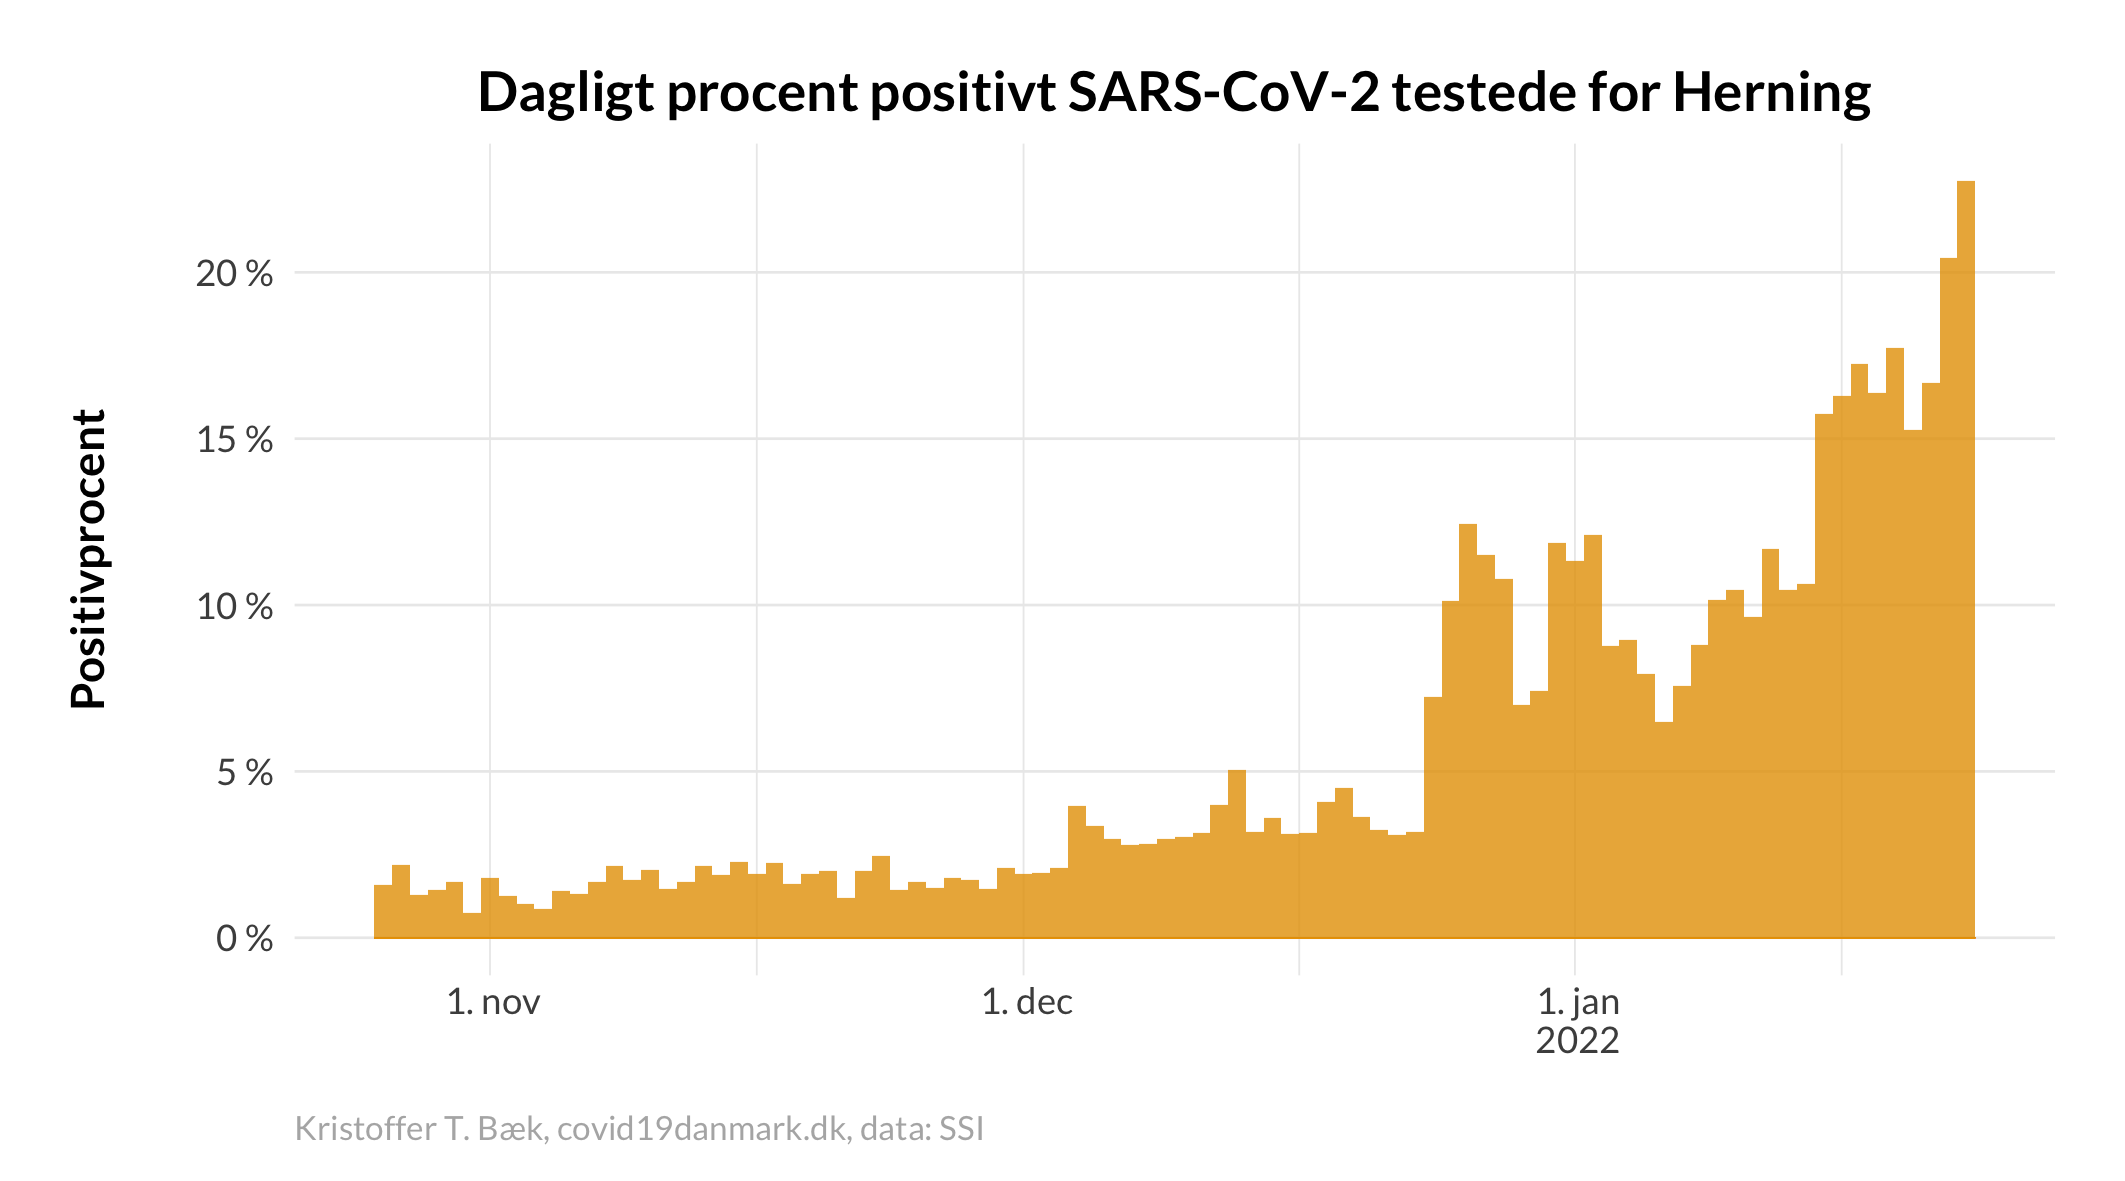 Dagligt procent positivt SARS-CoV-2 testede for Herning
Positivprocent
20 %
15 %
10 %
5 %
0 %
1. nov
1. dec
1. jan
2022
Kristoffer T. Bæk, covid19danmark.dk, data: SSI